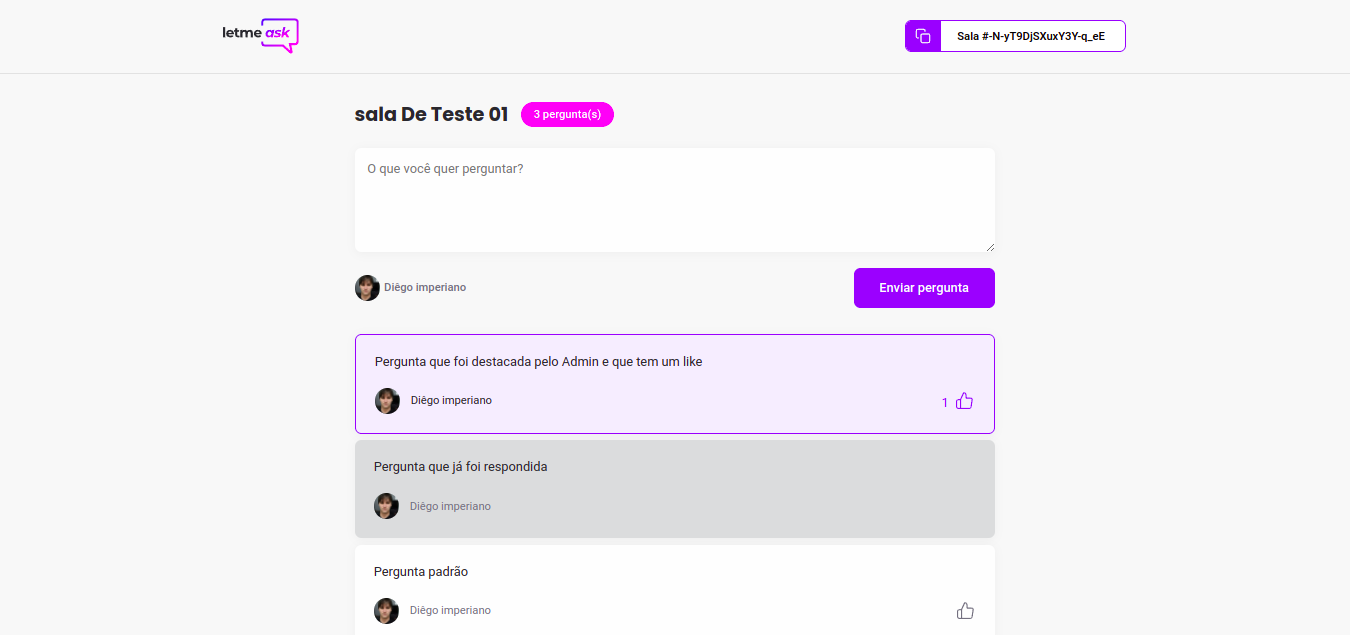 letme ask
Sala #-N-yT9DjSXuxY3Y-q_eE
sala De Teste 01
3 pergunta(s)
O que você quer perguntar?
Diêgo imperiano
Enviar pergunta
Pergunta que foi destacada pelo Admin e que tem um like
Diêgo imperiano
1
Pergunta que já foi respondida
Diêgo imperiano
Pergunta padrão
Diêgo imperiano